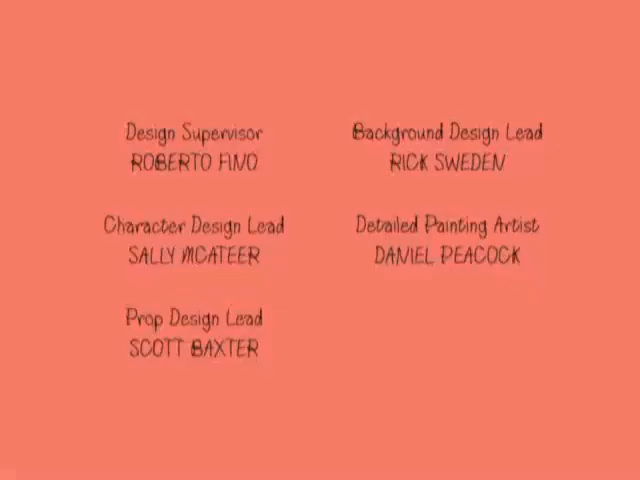 Design Supervisor
ROBERTO FINO
Character Design Lead
SALLY MCATEER
Prop Design Lead
SCOTT BAXTER
Background Design Lead
RICK SWEDEN
Detailed Painting Artist
DANIEL PEACOCK